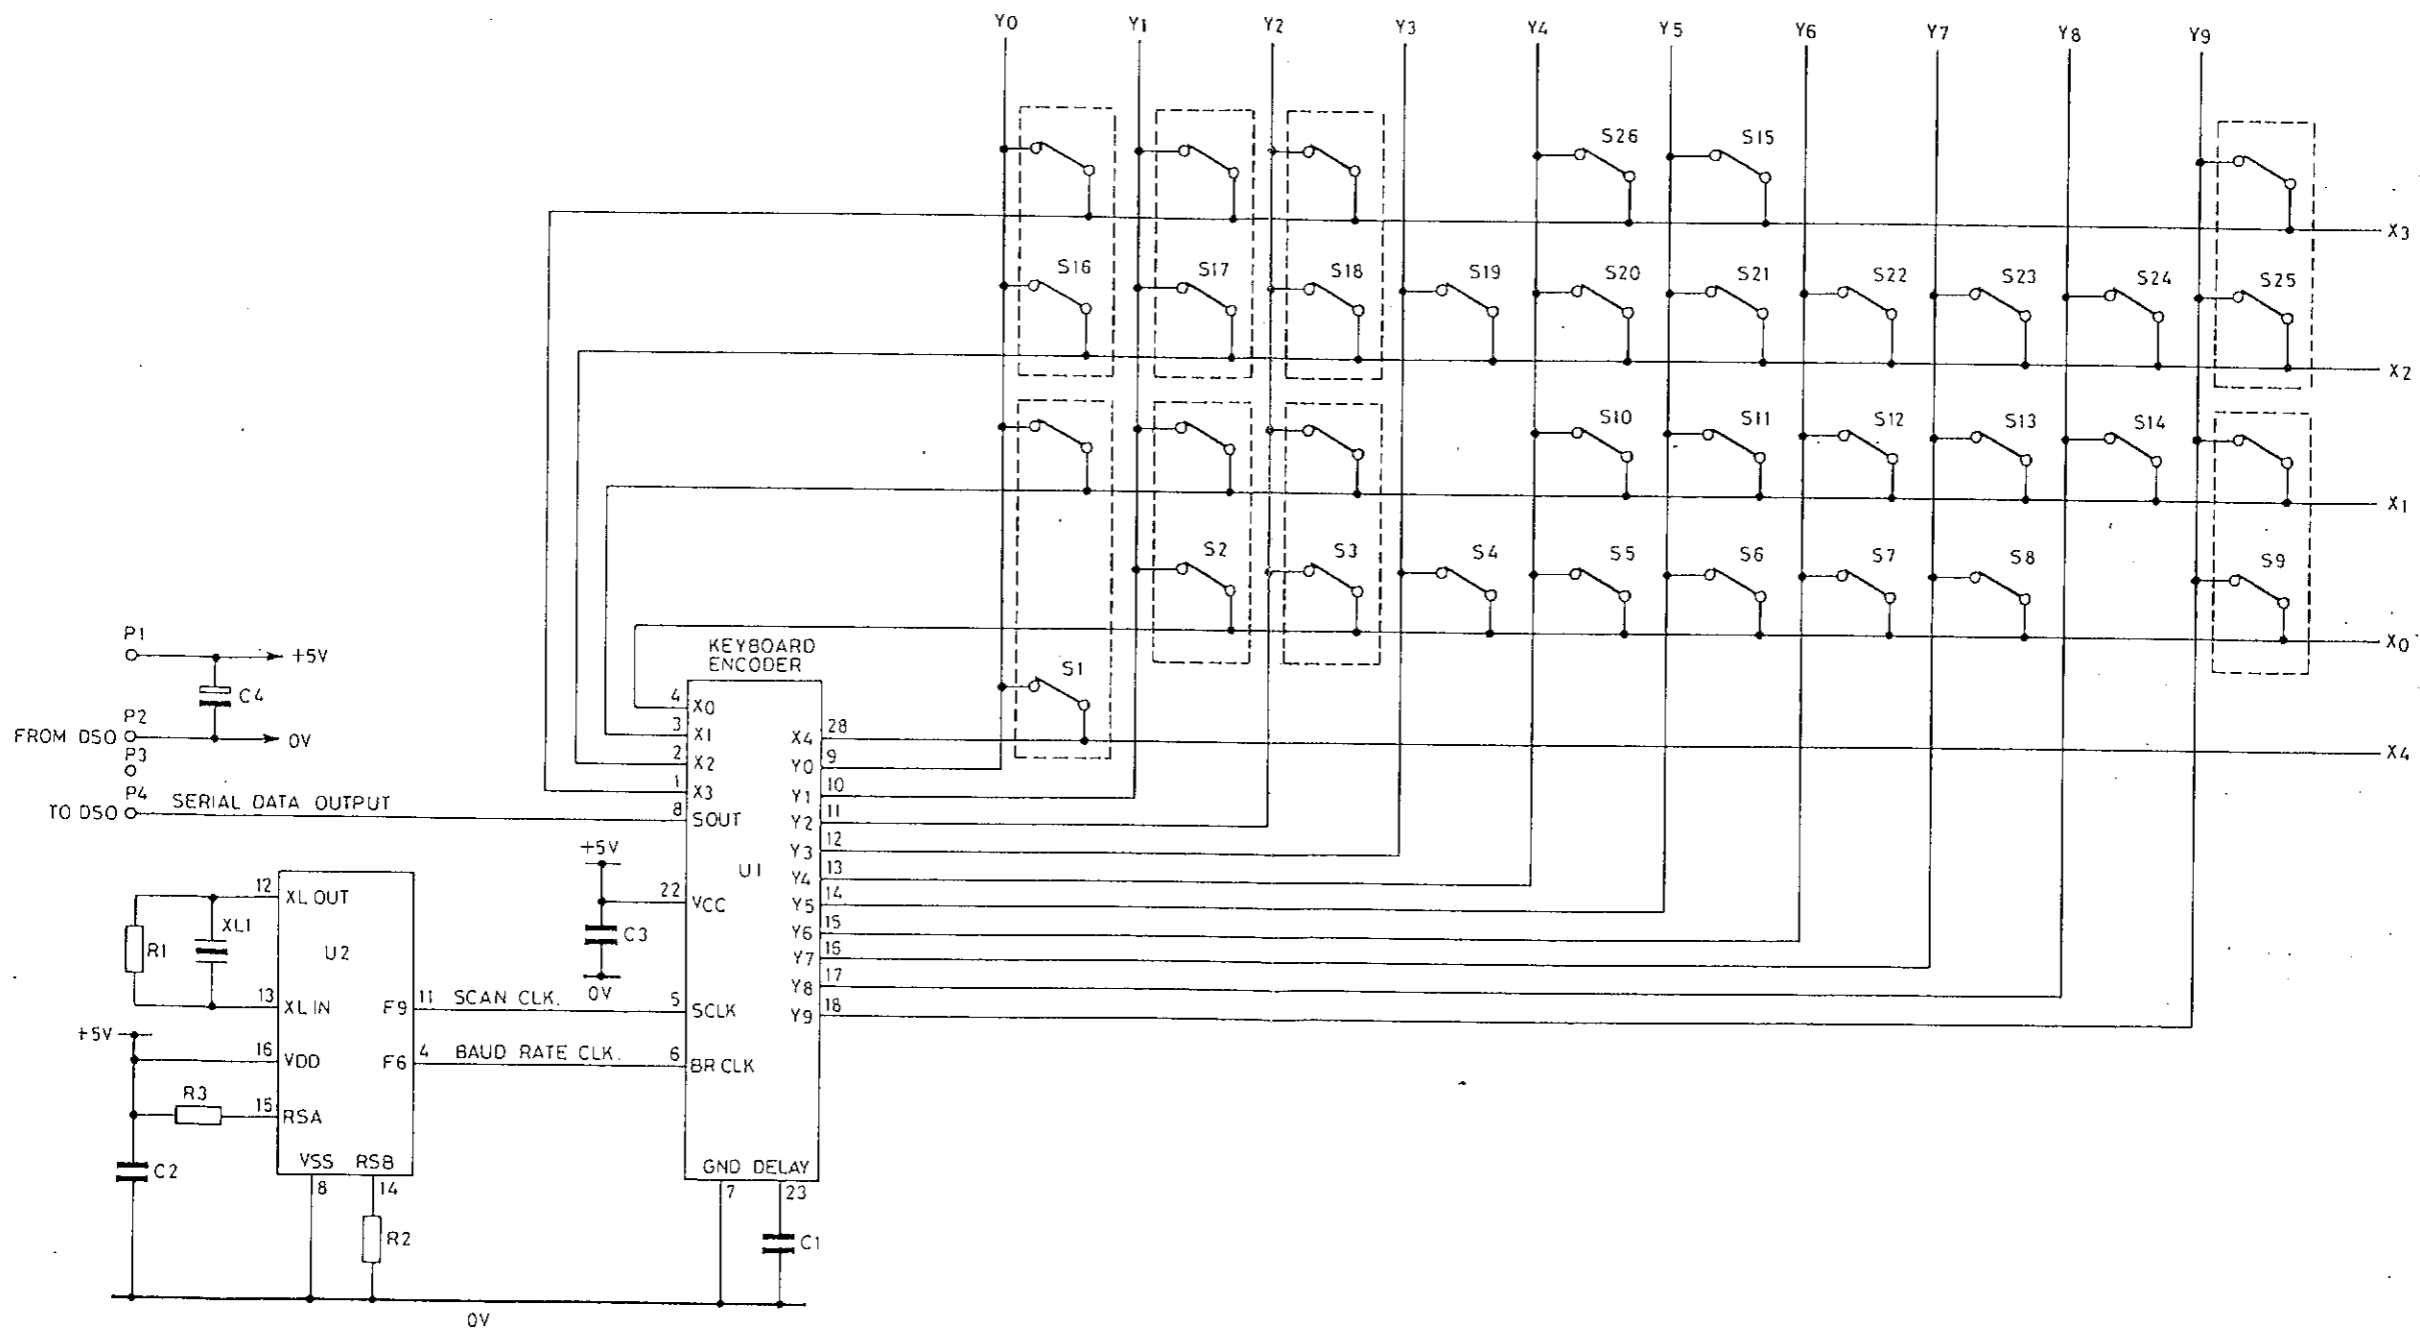 Y0 Y1 Y2 Y3 Y4 Y5 Y6 Y7 Y8 Y9
S26 S15
X3
S16 S17 S18 S19 S20 S21 S22 S23 S24 S25
X2
S10 S11 S12 S13 S14
X1
S2 S3 S4 S5 S6 S7 S8 S9
X0
S1
X4
P1
+5V
C4
P2
FROM DSO
0V
P3
P4
TO DSO
SERIAL DATA OUTPUT
KEYBOARD
ENCODER
4 X0
3 X1
2 X2
1 X3
8 SOUT
U1
+5V
22 VCC
C3
0V
5 SCLK
6 BR CLK
GND DELAY
7 23
C1
X4 28
Y0 9
Y1 10
Y2 11
Y3 12
Y4 13
Y5 14
Y6 15
Y7 16
Y8 17
Y9 18
12 XL OUT
XL1
R1
U2
13 XL IN
F9 11 SCAN CLK.
+5V
16 VDD
F6 4 BAUD RATE CLK.
R3
15 RSA
C2
VSS RSB
8 14
R2
0V